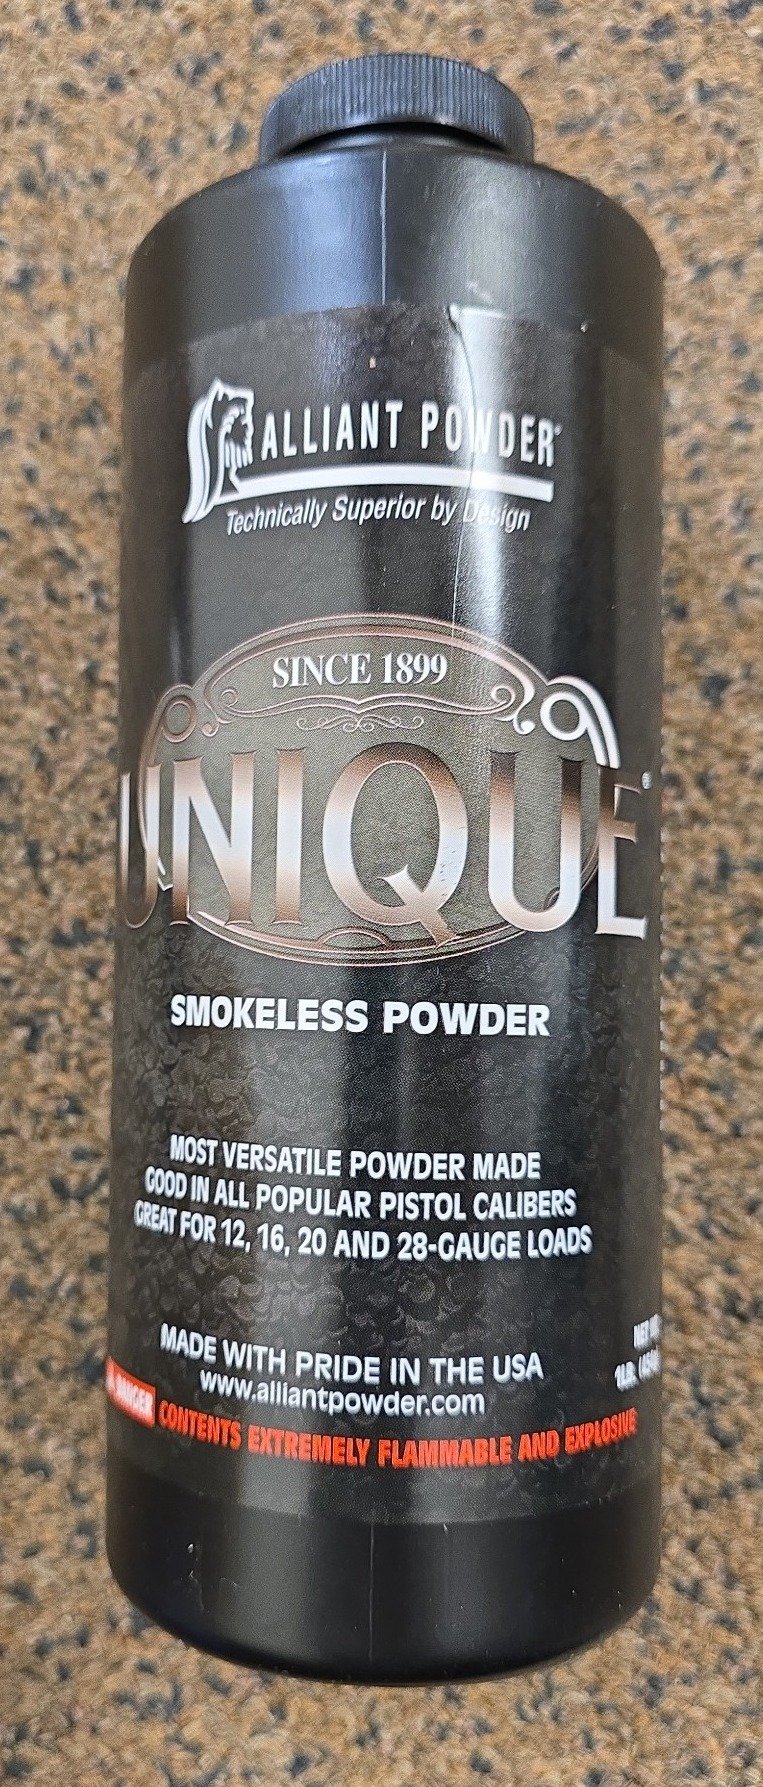 ALLIANT POWDER®
Technically Superior by Design
SINCE 1899
UNIQUE®
SMOKELESS POWDER
MOST VERSATILE POWDER MADE
GOOD IN ALL POPULAR PISTOL CALIBERS
GREAT FOR 12, 16, 20 AND 28-GAUGE LOADS
MADE WITH PRIDE IN THE USA
www.alliantpowder.com
1LB.
DANGER CONTENTS EXTREMELY FLAMMABLE AND EXPLOSIVE